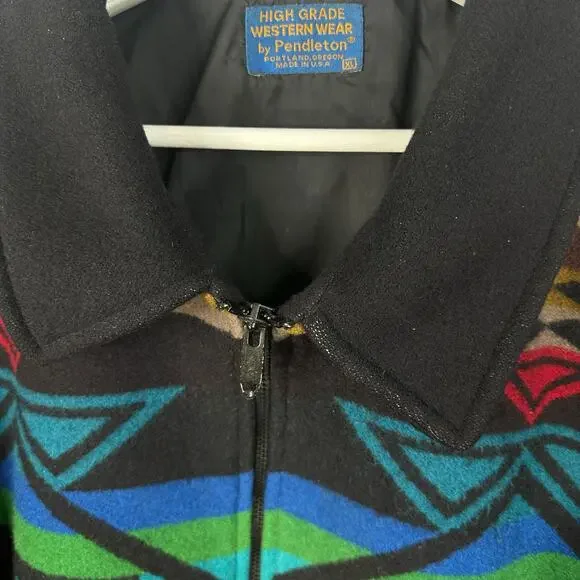 HIGH GRADE
WESTERN WEAR
by Pendleton®
PORTLAND, OREGON
MADE IN U.S.A.
XL